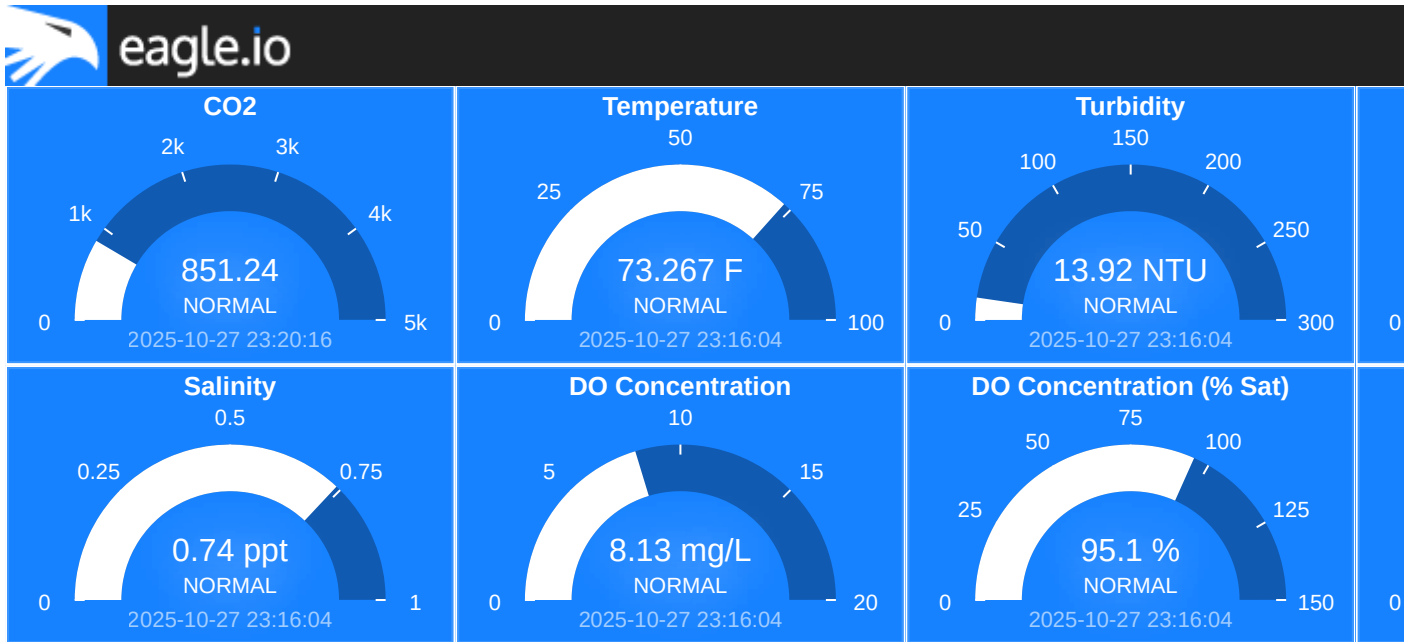 eagle.io
CO2
2k
3k
1k
4k
851.24
NORMAL
0
5k
2025-10-27 23:20:16
Temperature
50
25
75
73.267 F
NORMAL
0
100
2025-10-27 23:16:04
Turbidity
150
100
200
50
250
13.92 NTU
NORMAL
0
300
2025-10-27 23:16:04
0
Salinity
0.5
0.25
0.75
0.74 ppt
NORMAL
0
1
2025-10-27 23:16:04
DO Concentration
10
5
15
8.13 mg/L
NORMAL
0
20
2025-10-27 23:16:04
DO Concentration (% Sat)
75
50
100
25
125
95.1 %
NORMAL
0
150
2025-10-27 23:16:04
0